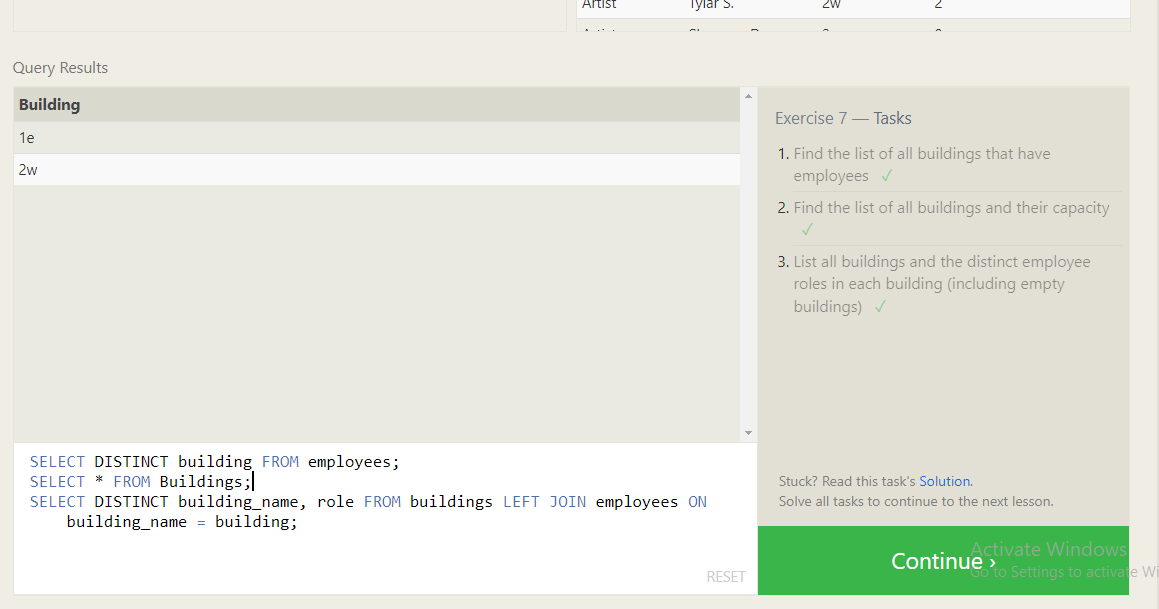 Artist Tylar S. 2w 2
Query Results
Building
1e
2w
Exercise 7 — Tasks
1. Find the list of all buildings that have
employees ✓
2. Find the list of all buildings and their capacity
✓
3. List all buildings and the distinct employee
roles in each building (including empty
buildings) ✓
SELECT DISTINCT building FROM employees;
SELECT * FROM Buildings;
SELECT DISTINCT building_name, role FROM buildings LEFT JOIN employees ON
building_name = building;
RESET
Stuck? Read this task's Solution.
Solve all tasks to continue to the next lesson.
Continue ›
Activate Windows
Go to Settings to activate Wi